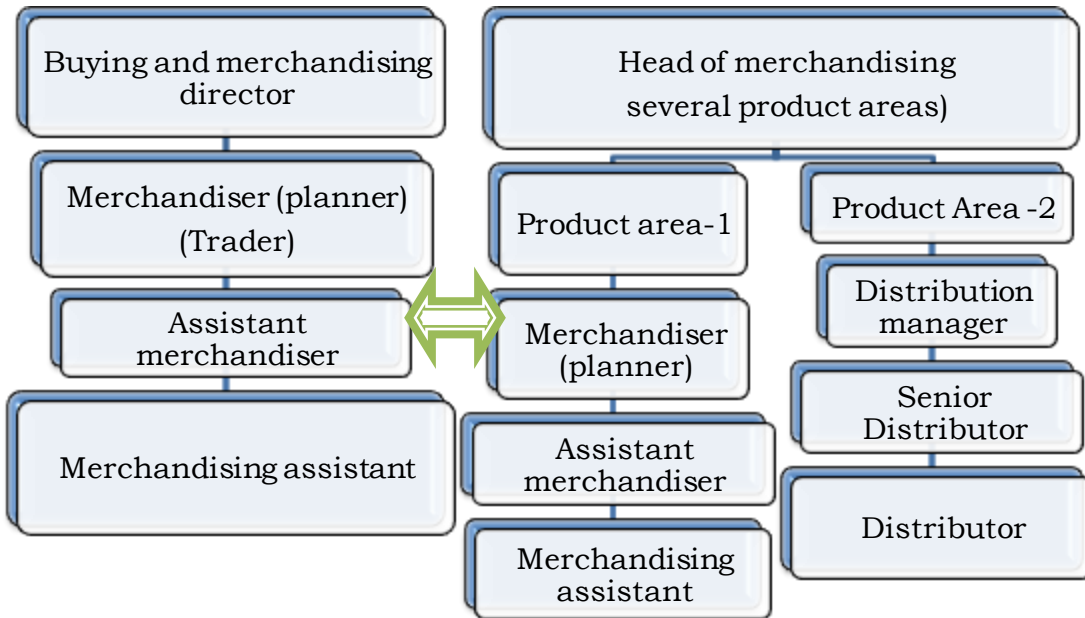 Buying and merchandising
director
Merchandiser (planner)
(Trader)
Assistant
merchandiser
Merchandising assistant
Head of merchandising
several product areas)
Product area-1
Merchandiser
(planner)
Assistant
merchandiser
Merchandising
assistant
Product Area -2
Distribution
manager
Senior
Distributor
Distributor